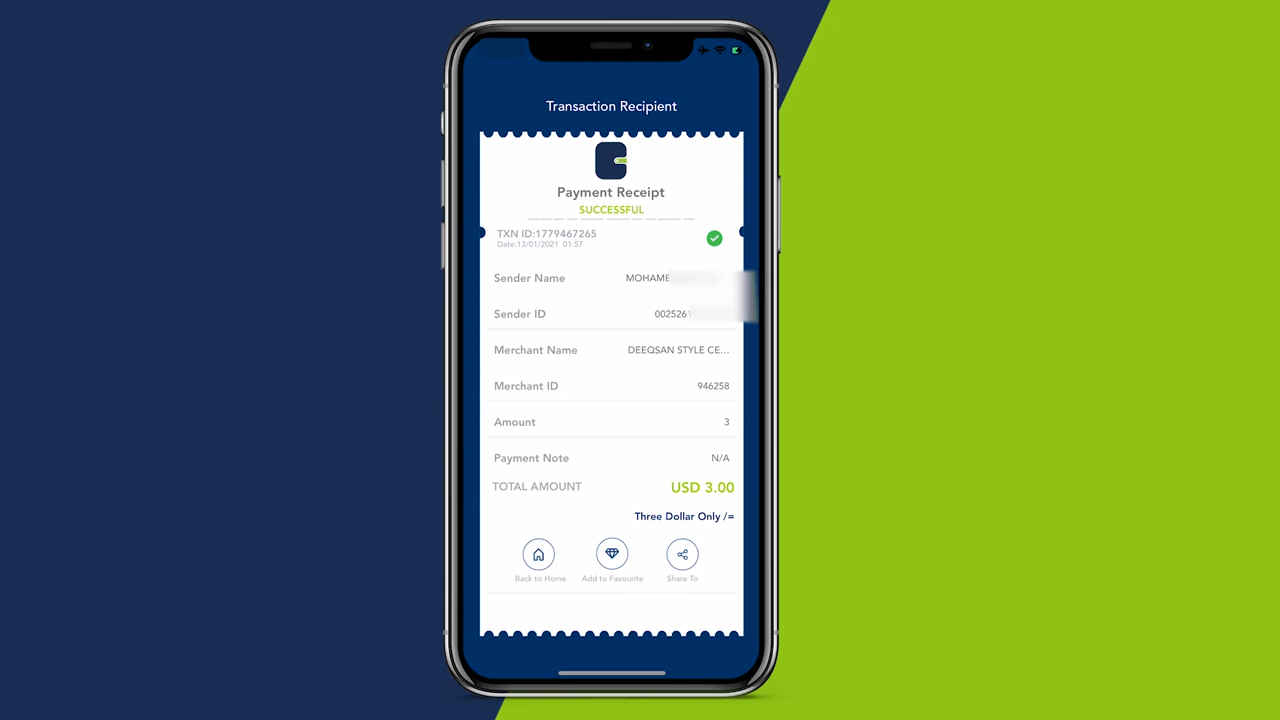 Transaction Recipient
Payment Receipt
SUCCESSFUL
TXN ID:1779467265
Date:13/01/2021 01:57
Sender Name MOHAME
Sender ID 0025261
Merchant Name DEEQSAN STYLE CE...
Merchant ID 946258
Amount 3
Payment Note N/A
TOTAL AMOUNT USD 3.00
Three Dollar Only /=
Back to Home Add to Favourite Share To